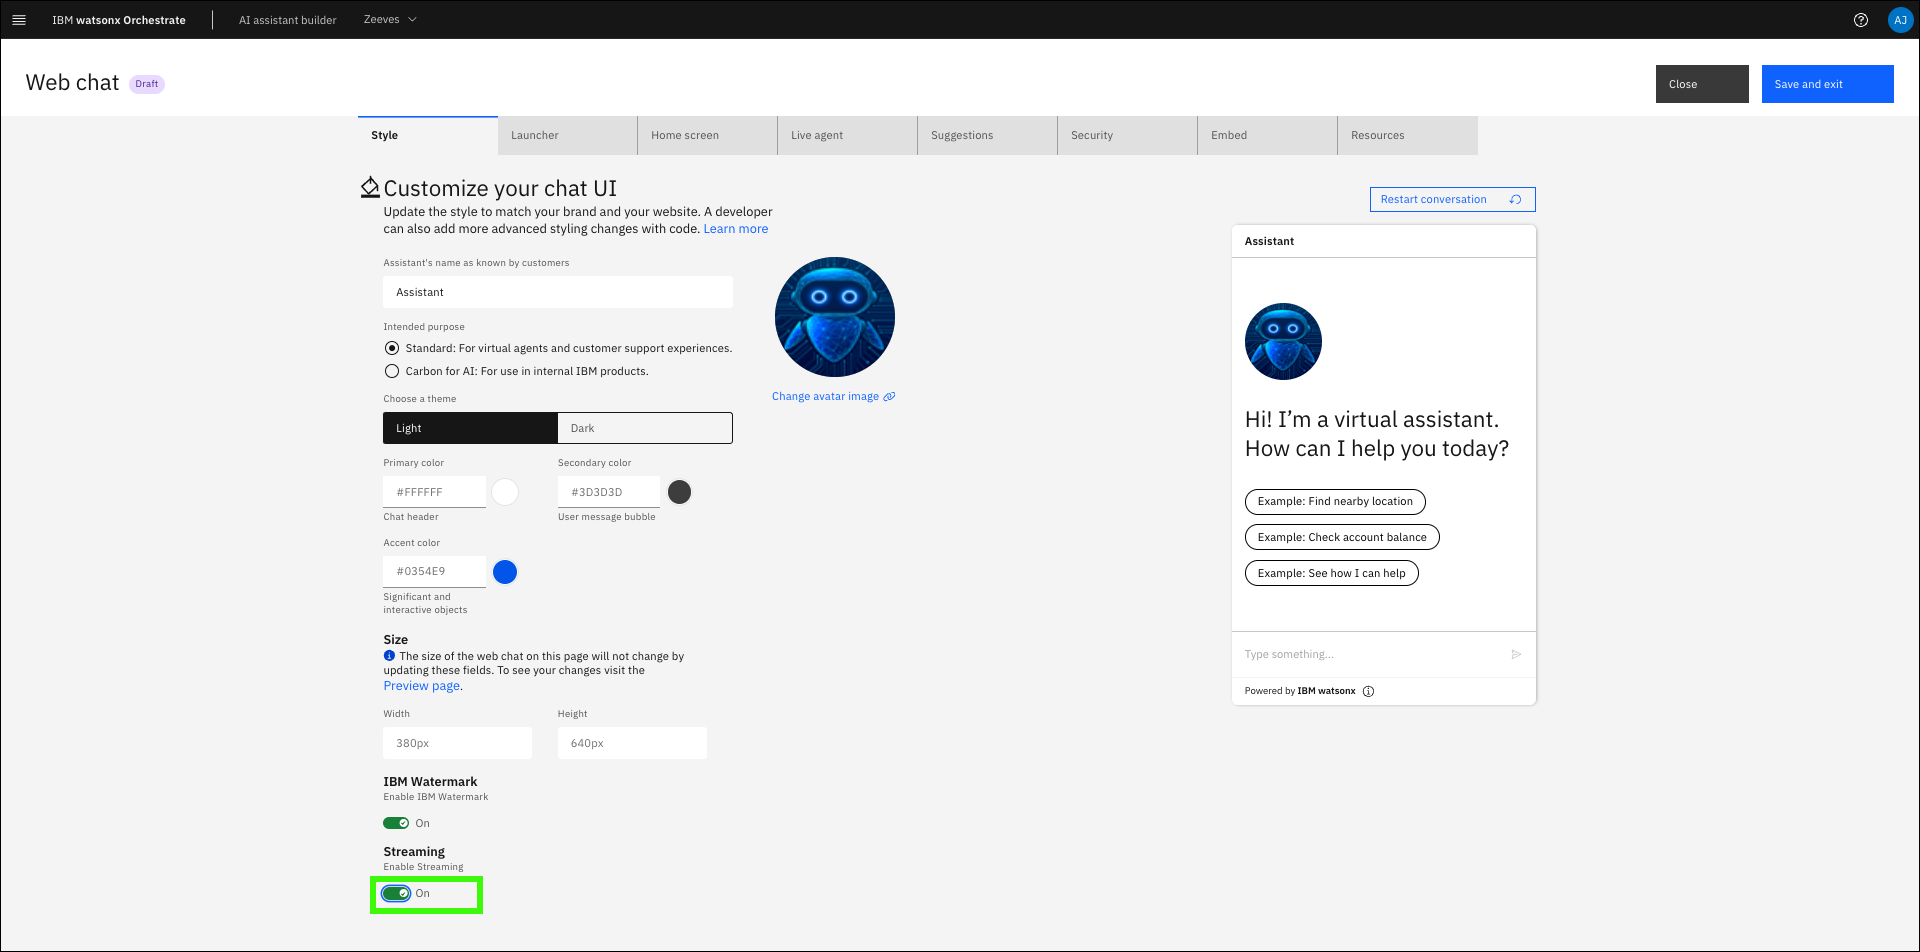 IBM watsonx Orchestrate
AI assistant builder
Zeeves
AJ
Web chat
Draft
Close
Save and exit
Style
Launcher
Home screen
Live agent
Suggestions
Security
Embed
Resources
Customize your chat UI
Update the style to match your brand and your website. A developer
can also add more advanced styling changes with code. Learn more
Assistant's name as known by customers
Assistant
Intended purpose
Standard: For virtual agents and customer support experiences.
Carbon for AI: For use in internal IBM products.
Change avatar image
Choose a theme
Light
Dark
Primary color
Secondary color
#FFFFFF
#3D3D3D
Chat header
User message bubble
Accent color
#0354E9
Significant and
interactive objects
Size
The size of the web chat on this page will not change by
updating these fields. To see your changes visit the
Preview page.
Width
Height
380px
640px
IBM Watermark
Enable IBM Watermark
On
Streaming
Enable Streaming
On
Restart conversation
Assistant
Hi! I’m a virtual assistant.
How can I help you today?
Example: Find nearby location
Example: Check account balance
Example: See how I can help
Type something...
Powered by IBM watsonx